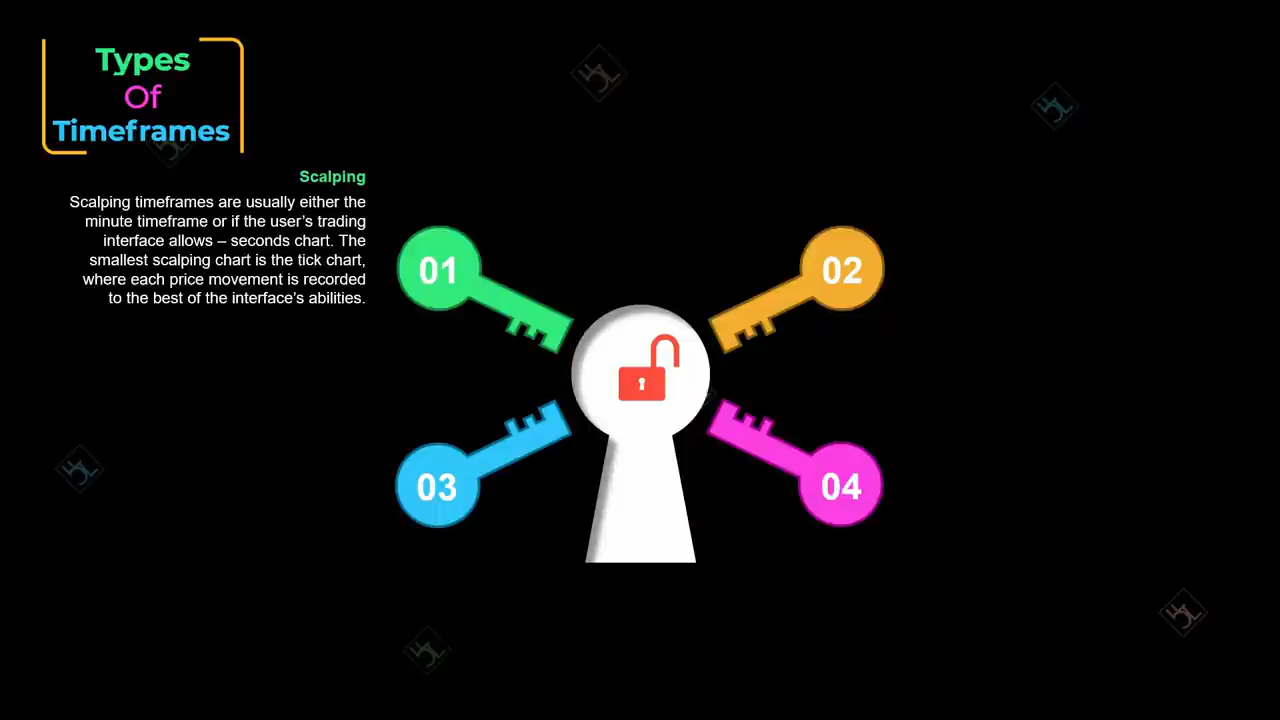 Types
Of
Timeframes
Scalping
Scalping timeframes are usually either the
minute timeframe or if the user’s trading
interface allows – seconds chart. The
smallest scalping chart is the tick chart,
where each price movement is recorded
to the best of the interface’s abilities.
01
02
03
04